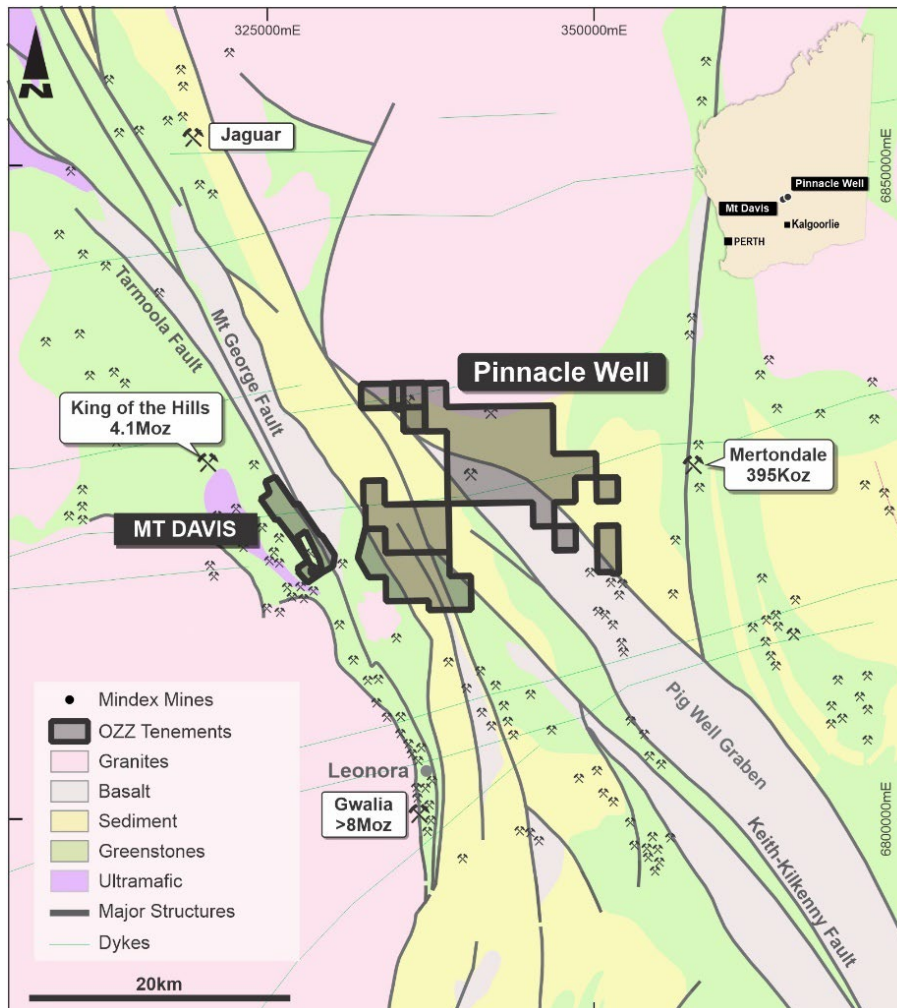 325000mE
350000mE
N
Jaguar
6850000mE
Pinnacle Well
Mt Davis
Kalgoorlie
PERTH
Tarmoola Fault
Mt George Fault
Pinnacle Well
King of the Hills
4.1Moz
Mertondale
395Koz
MT DAVIS
Pig Well Graben
Keith-Kilkenny Fault
Leonora
Gwalia
>8Moz
6800000mE
Mindex Mines
OZZ Tenements
Granites
Basalt
Sediment
Greenstones
Ultramafic
Major Structures
Dykes
20km